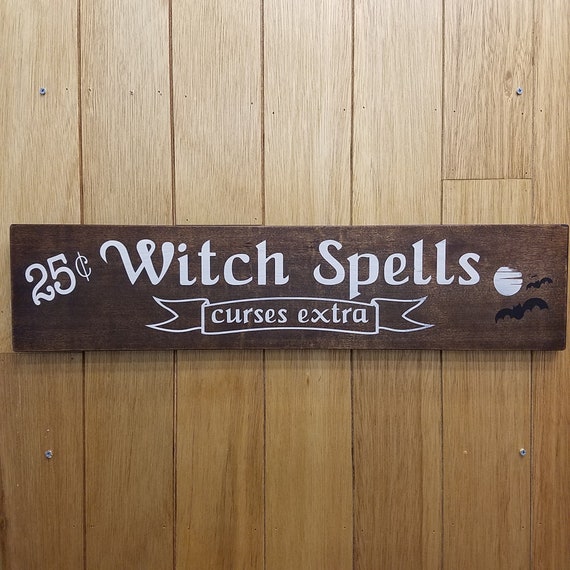 25¢ Witch Spells
curses extra